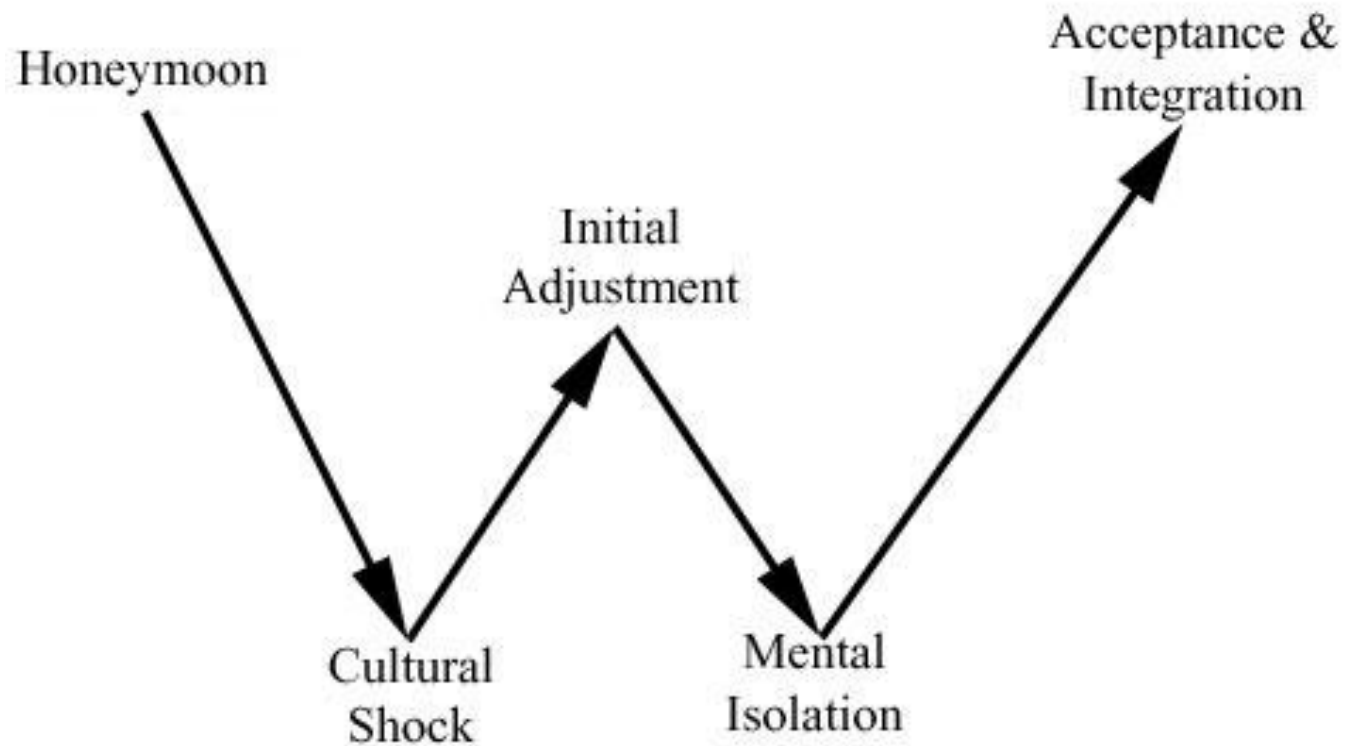 Honeymoon
Cultural
Shock
Initial
Adjustment
Mental
Isolation
Acceptance &
Integration